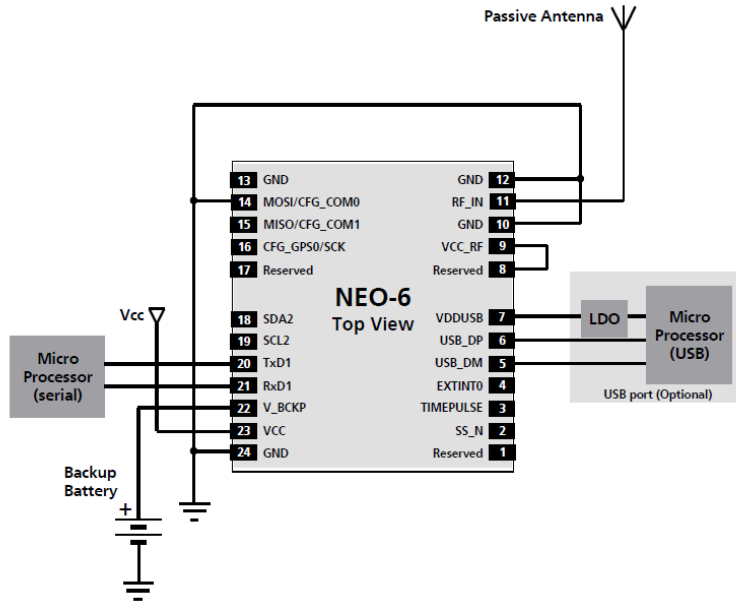 Passive Antenna
13 GND
14 MOSI/CFG_COM0
15 MISO/CFG_COM1
16 CFG_GPS0/SCK
17 Reserved
18 SDA2
19 SCL2
20 TxD1
21 RxD1
22 V_BCKP
23 VCC
24 GND
GND 12
RF_IN 11
GND 10
VCC_RF 9
Reserved 8
NEO-6
Top View
VDDUSB 7
USB_DP 6
USB_DM 5
EXTINT0 4
TIMEPULSE 3
SS_N 2
Reserved 1
Vcc
Micro
Processor
(serial)
Backup
Battery
+
LDO
Micro
Processor
(USB)
USB port (Optional)